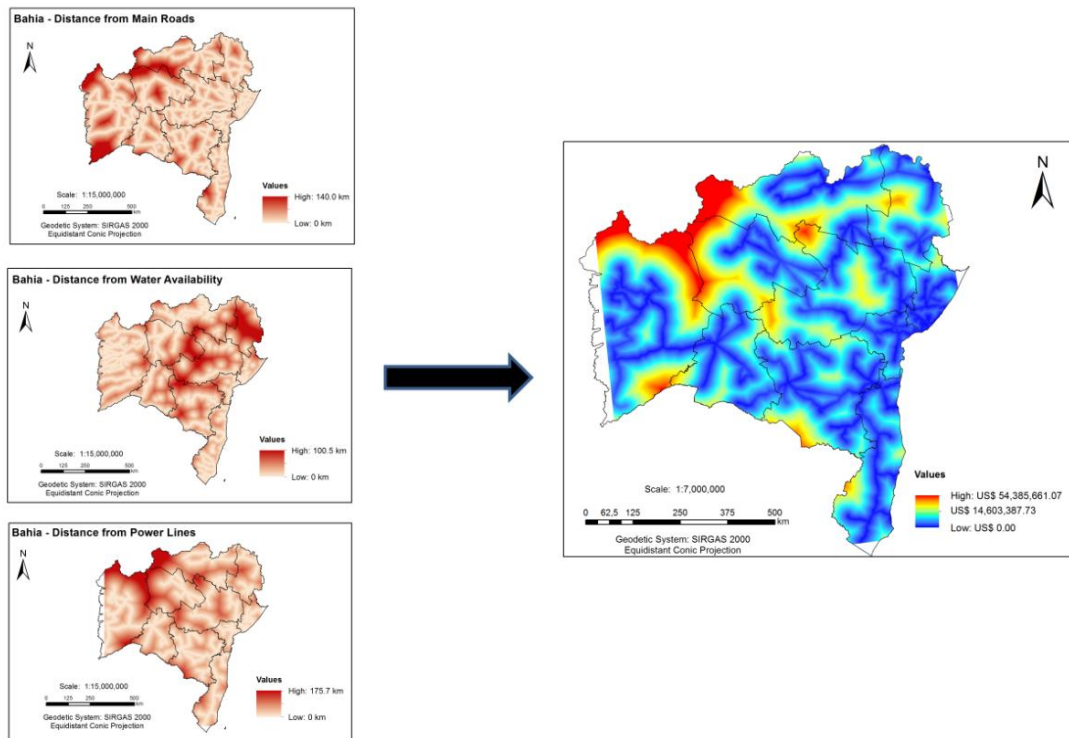 Bahia - Distance from Main Roads
N
Scale: 1:15,000,000
0 125 250 500
km
Geodetic System: SIRGAS 2000
Equidistant Conic Projection
Values
High: 140.0 km
Low: 0 km
Bahia - Distance from Water Availability
N
Scale: 1:15,000,000
0 125 250 500
km
Geodetic System: SIRGAS 2000
Equidistant Conic Projection
Values
High: 100.5 km
Low: 0 km
Bahia - Distance from Power Lines
N
Scale: 1:15,000,000
0 125 250 500
km
Geodetic System: SIRGAS 2000
Equidistant Conic Projection
Values
High: 175.7 km
Low: 0 km
N
Scale: 1:7,000,000
0 62,5 125 250 375 500
km
Geodetic System: SIRGAS 2000
Equidistant Conic Projection
Values
High: US$ 54,385,661.07
US$ 14,603,387.73
Low: US$ 0.00